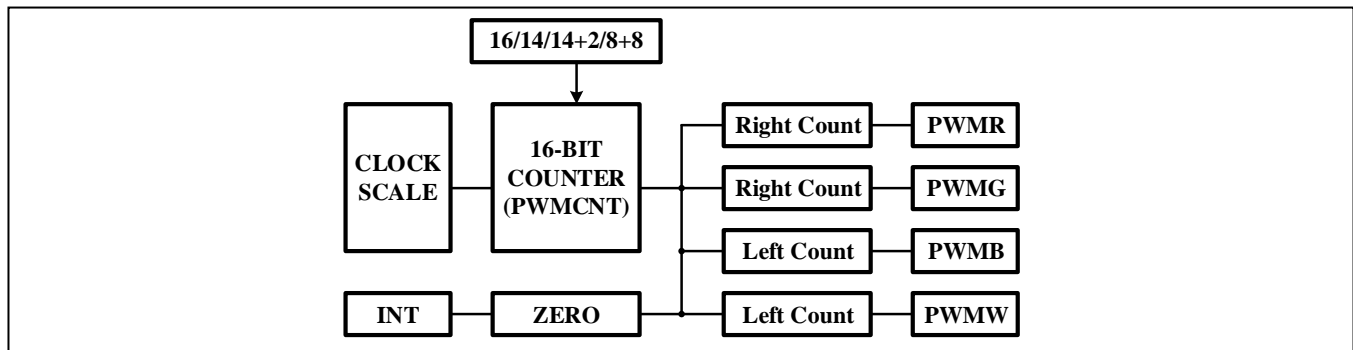 16/14/14+2/8+8
CLOCK
SCALE
16-BIT
COUNTER
(PWMCNT)
Right Count
PWMR
Right Count
PWMG
Left Count
PWMB
INT
ZERO
Left Count
PWMW